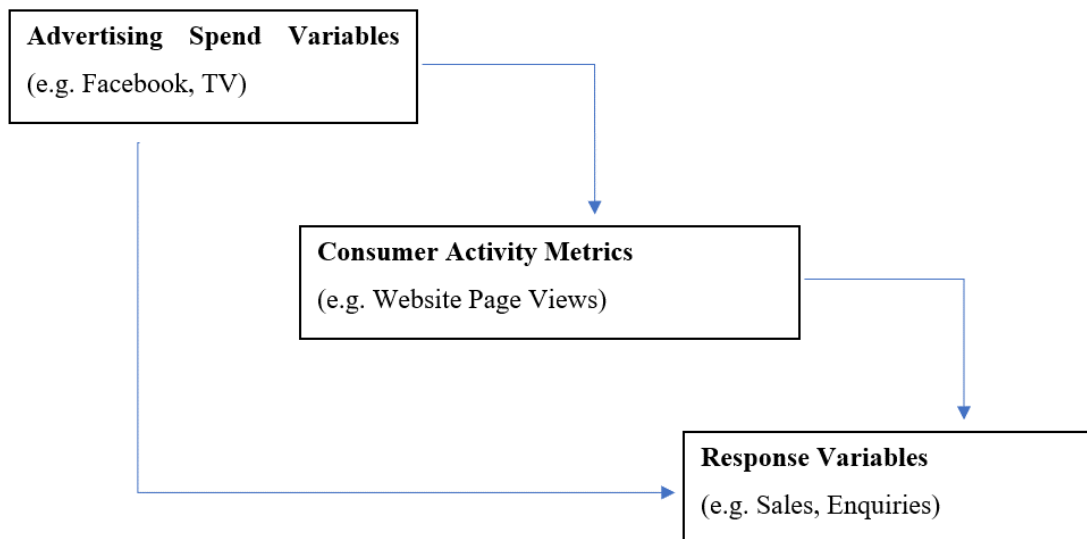 Advertising Spend Variables
(e.g. Facebook, TV)
Consumer Activity Metrics
(e.g. Website Page Views)
Response Variables
(e.g. Sales, Enquiries)